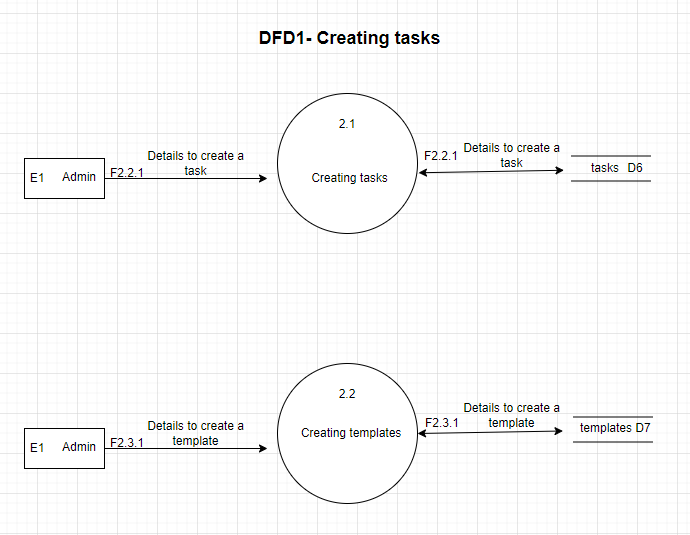 DFD1- Creating tasks
2.1
Details to create a
task
F2.2.1
E1 Admin
Creating tasks
F2.2.1
Details to create a
task
tasks D6
2.2
Details to create a
template
F2.3.1
E1 Admin
Creating templates
F2.3.1
Details to create a
template
templates D7